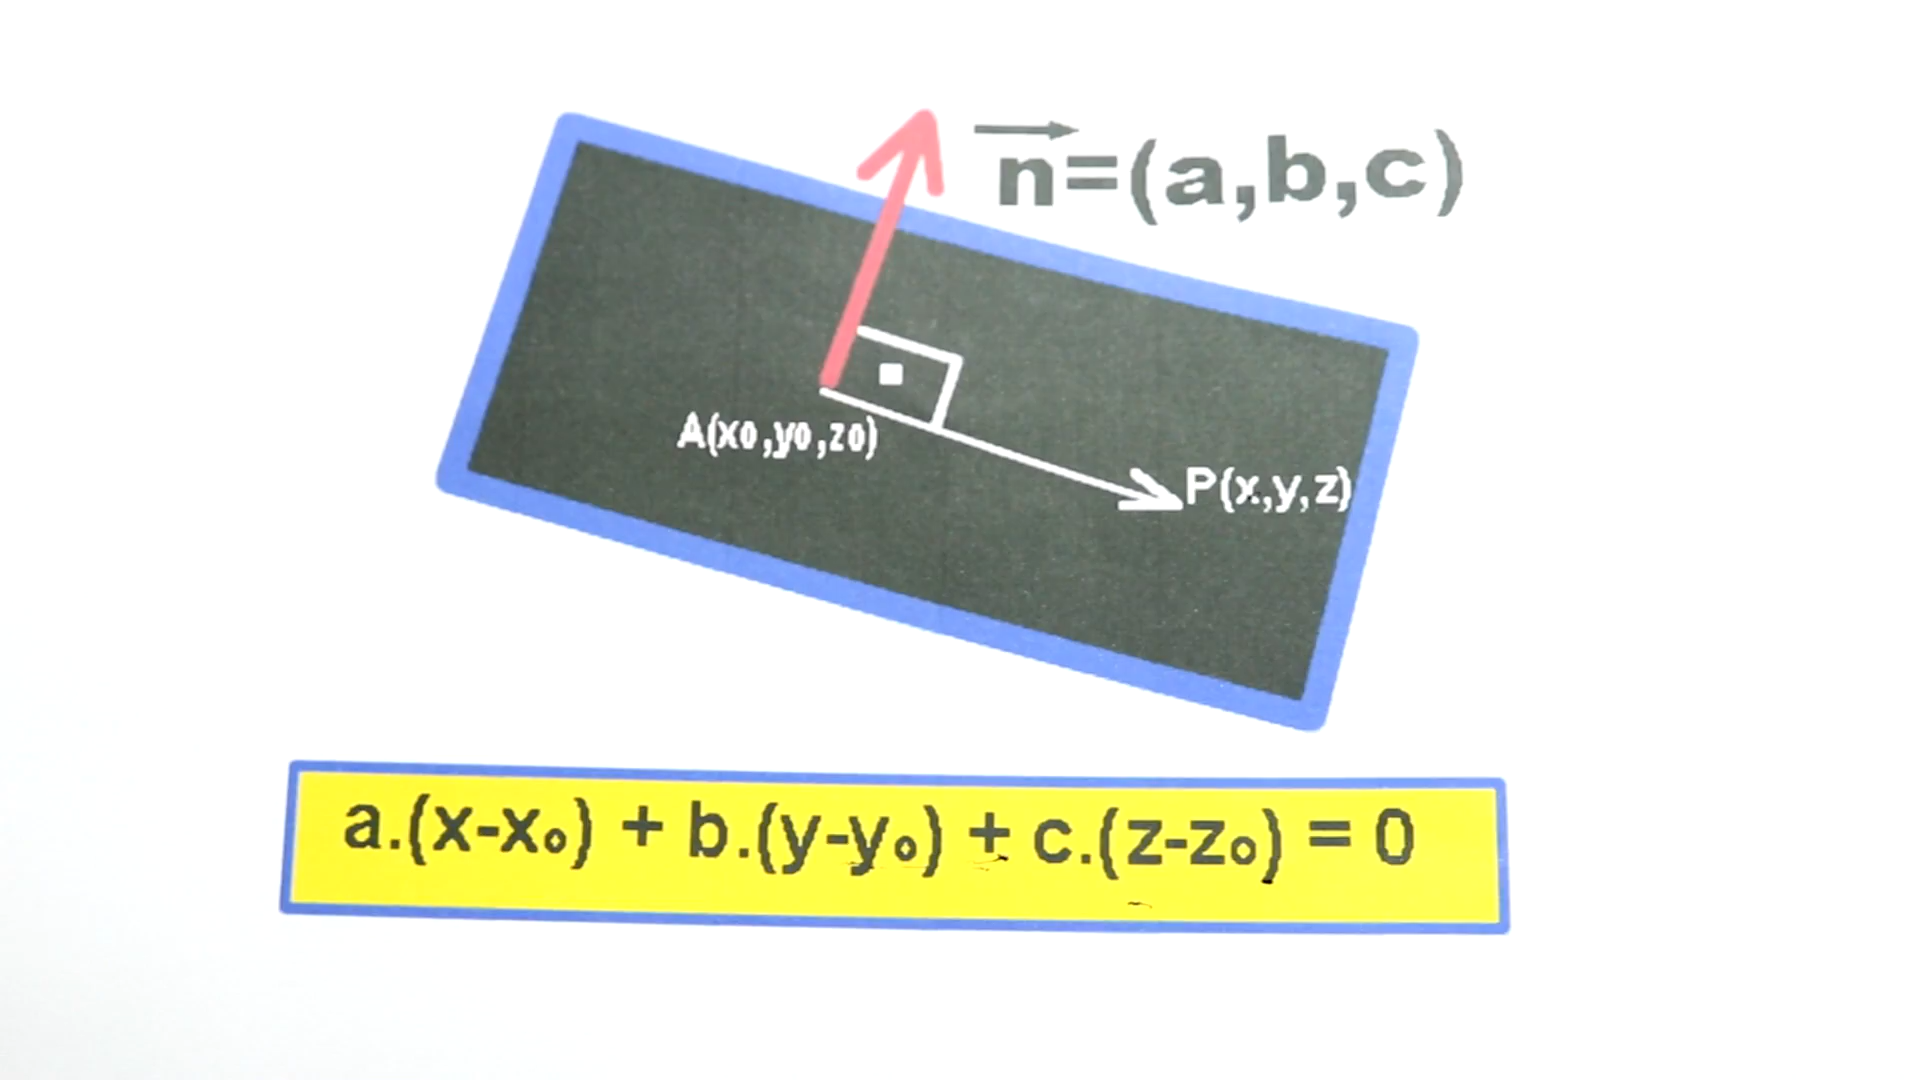 n=(a,b,c)
A(x₀,y₀,z₀)
P(x,y,z)
a.(x-x₀) + b.(y-y₀) + c.(z-z₀) = 0